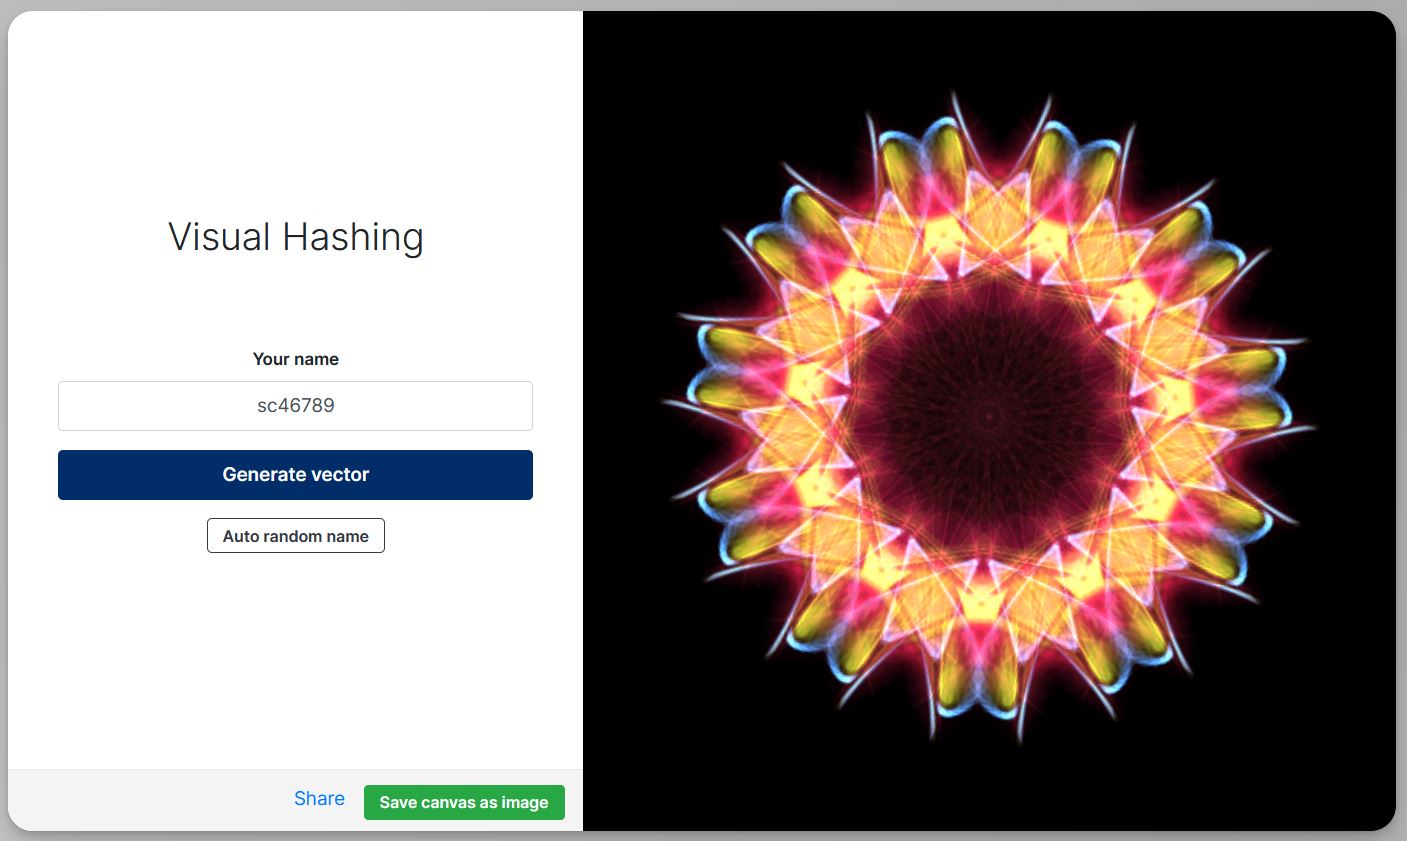 Visual Hashing
Your name
sc46789
Generate vector
Auto random name
Share
Save canvas as image